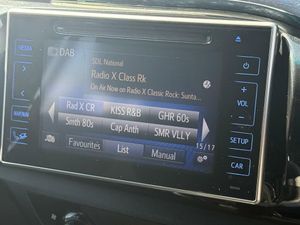 DAB
SDL National
Radio X Class Rk
On Air Now on Radio X Classic Rock: Sunta...
Rad X CR KISS R&B GHR 60s
Smth 80s Cap Anth SMR VLLY
15/17
Favourites List Manual
MEDIA
VOL
+
-
SETUP
CAR